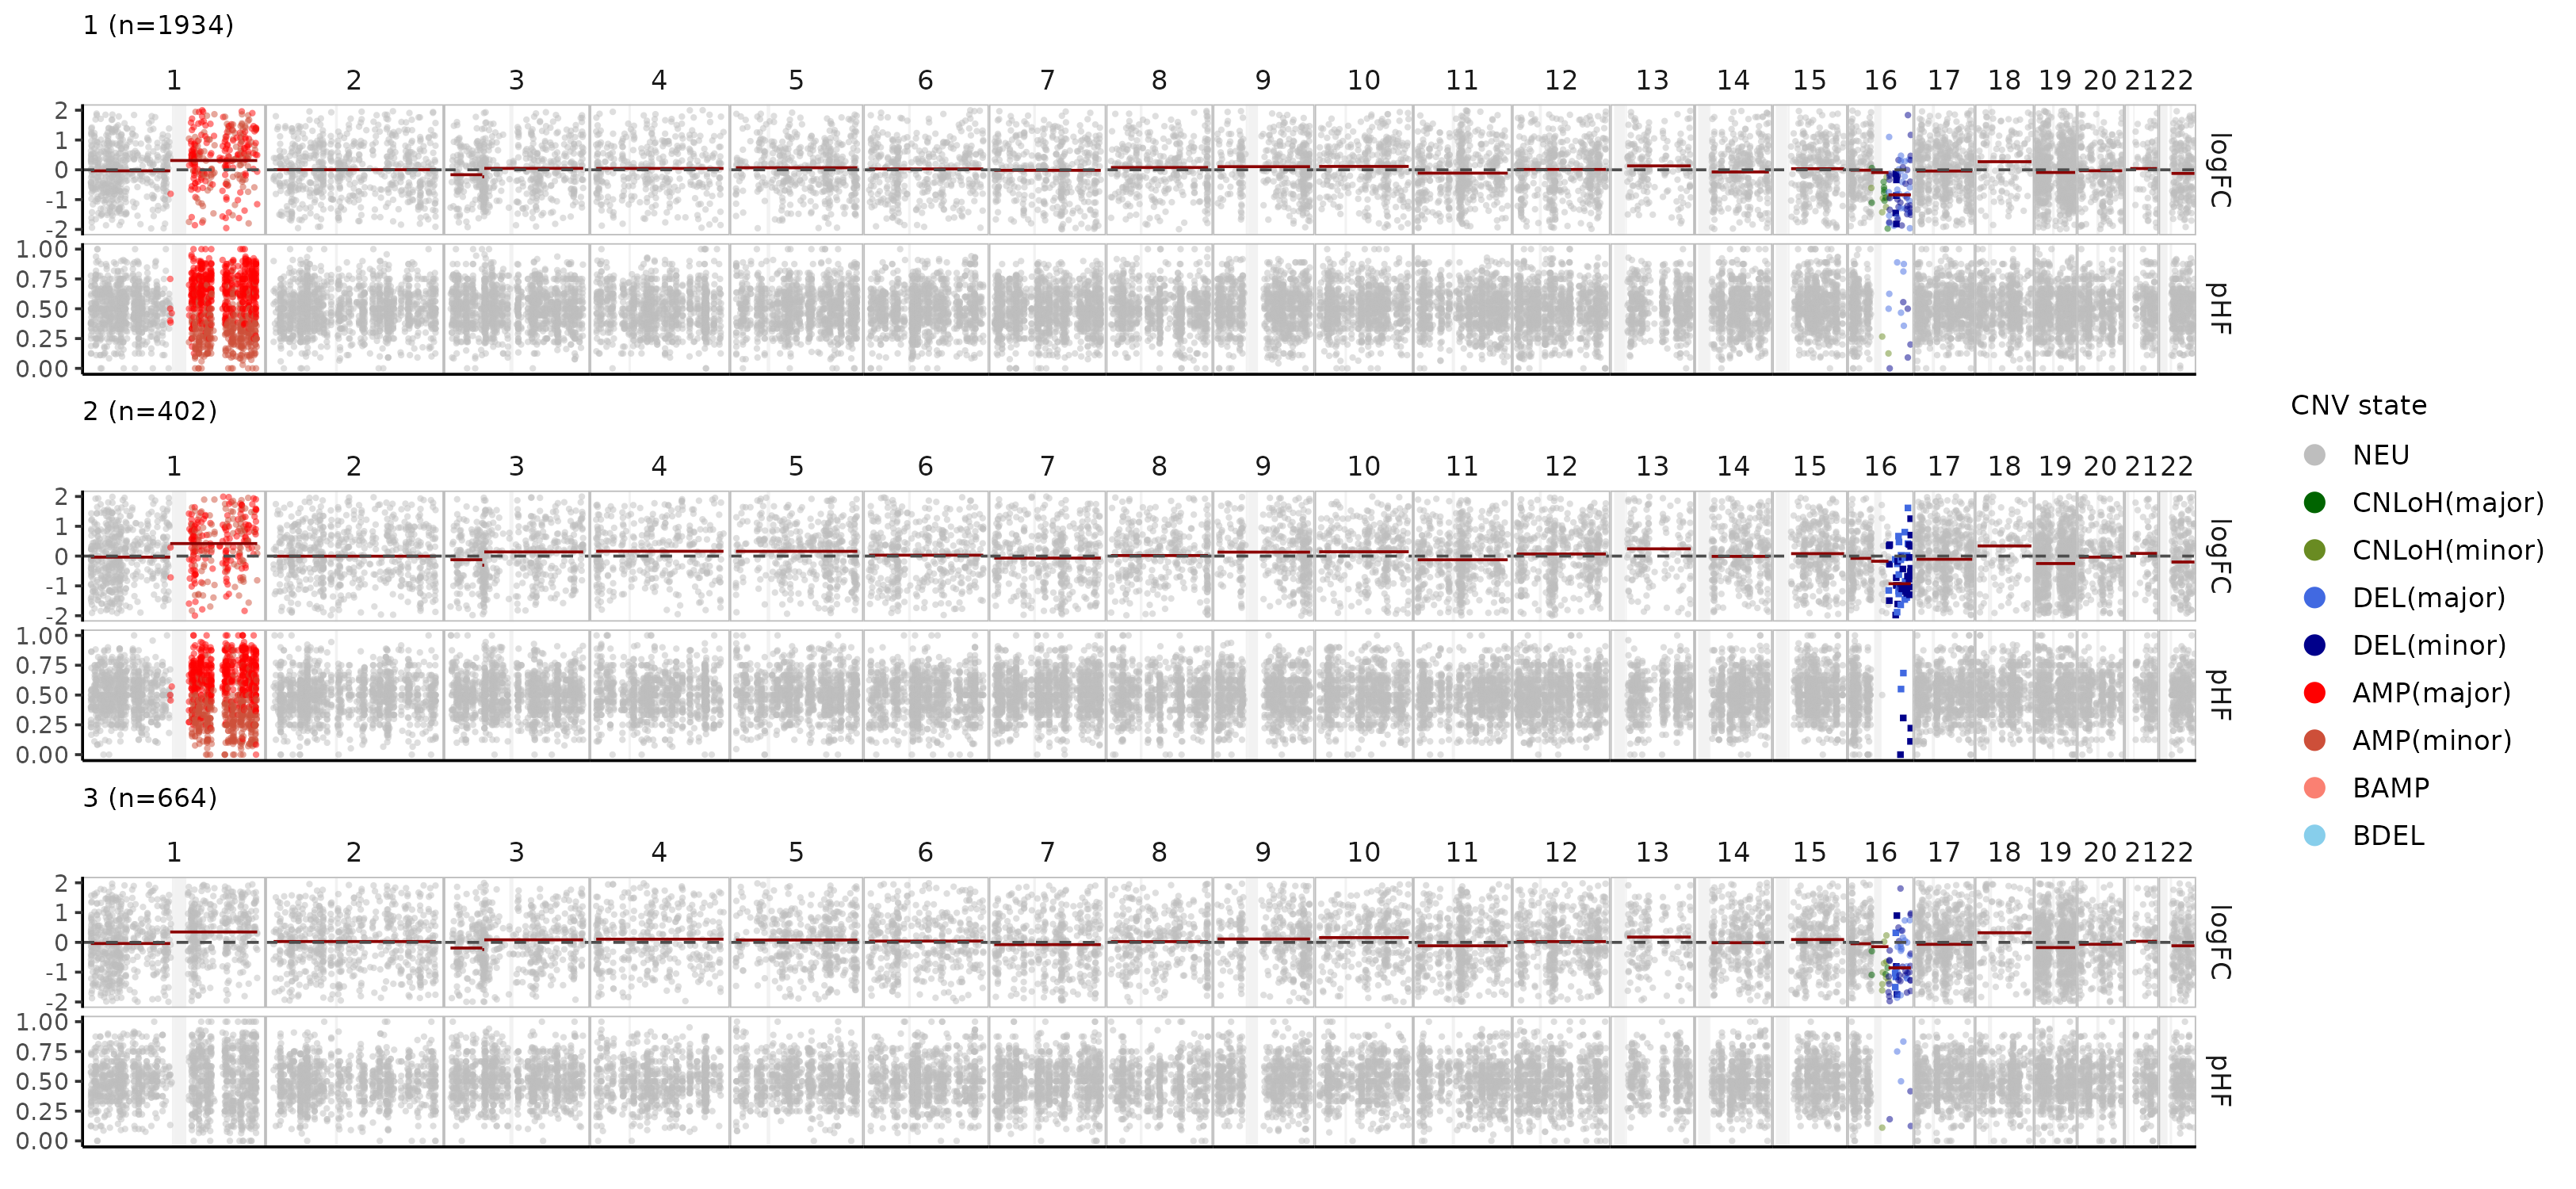 1 (n=1934)
1 2 3 4 5 6 7 8 9 10 11 12 13 14 15 16 17 18 19 20 21 22
2
1
0
-1
-2
logFC
1.00
0.75
0.50
0.25
0.00
pHF
2 (n=402)
1 2 3 4 5 6 7 8 9 10 11 12 13 14 15 16 17 18 19 20 21 22
2
1
0
-1
-2
logFC
1.00
0.75
0.50
0.25
0.00
pHF
3 (n=664)
1 2 3 4 5 6 7 8 9 10 11 12 13 14 15 16 17 18 19 20 21 22
2
1
0
-1
-2
logFC
1.00
0.75
0.50
0.25
0.00
pHF
CNV state
NEU
CNLoH(major)
CNLoH(minor)
DEL(major)
DEL(minor)
AMP(major)
AMP(minor)
BAMP
BDEL